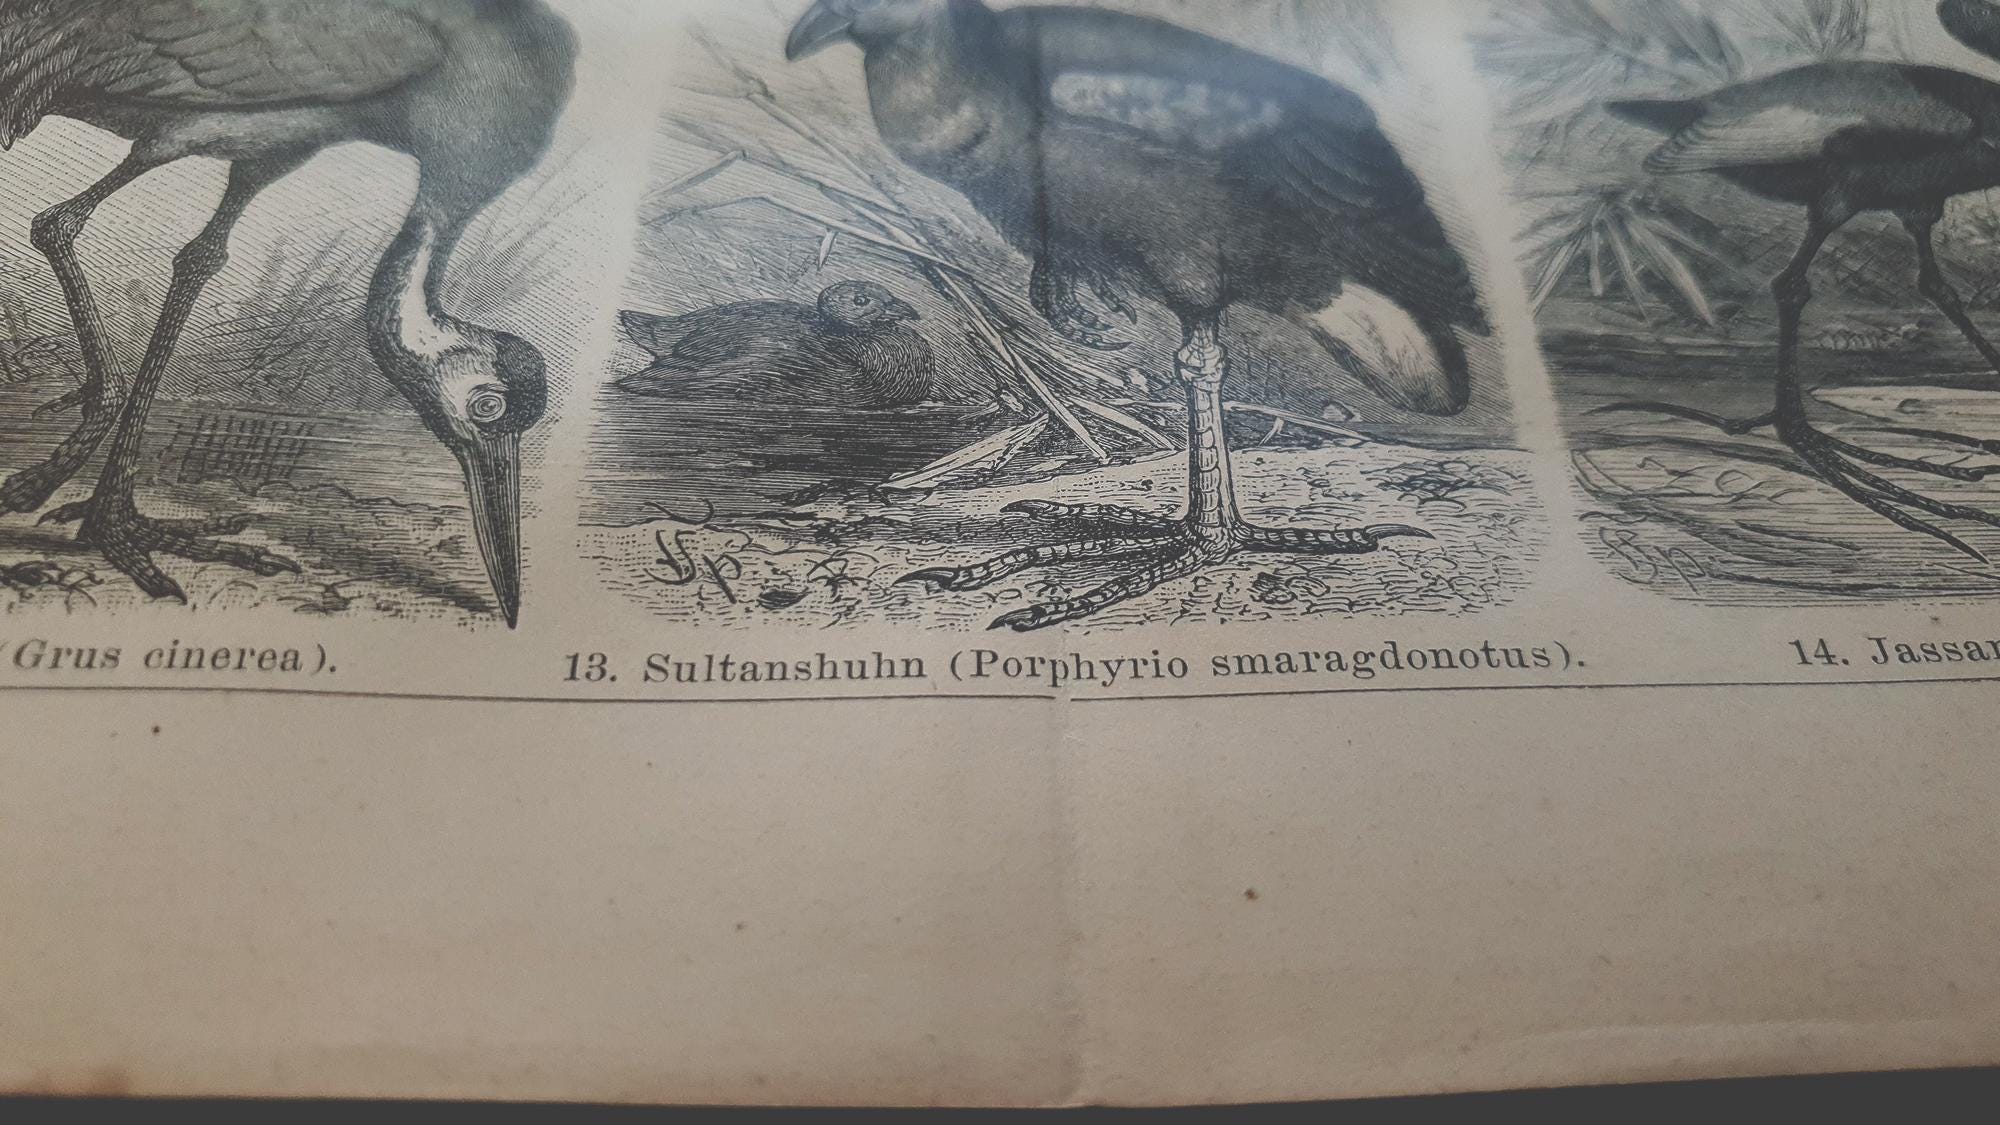 (Grus cinerea). 13. Sultanshuhn (Porphyrio smaragdonotus). 14. Jassan